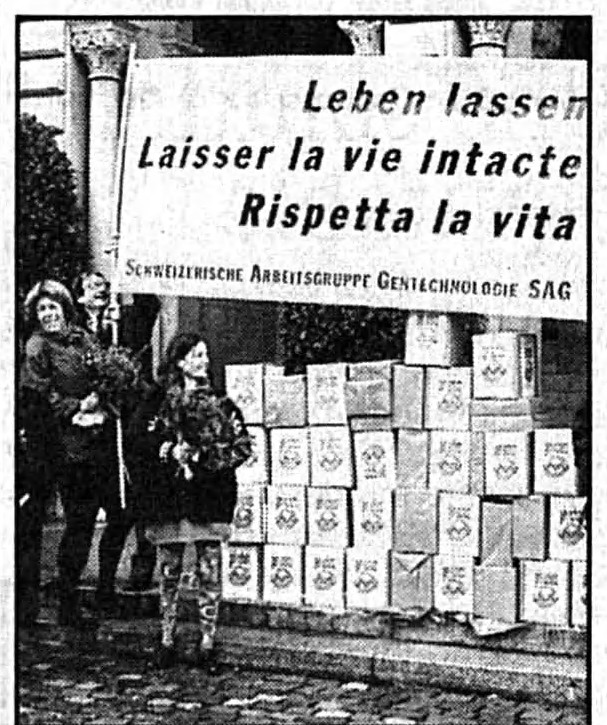 Leben lassen
Laisser la vie intacte
Rispetta la vita
SCHWEIZERISCHE ARBEITSGRUPPE GENTECHNOLOGIE SAG